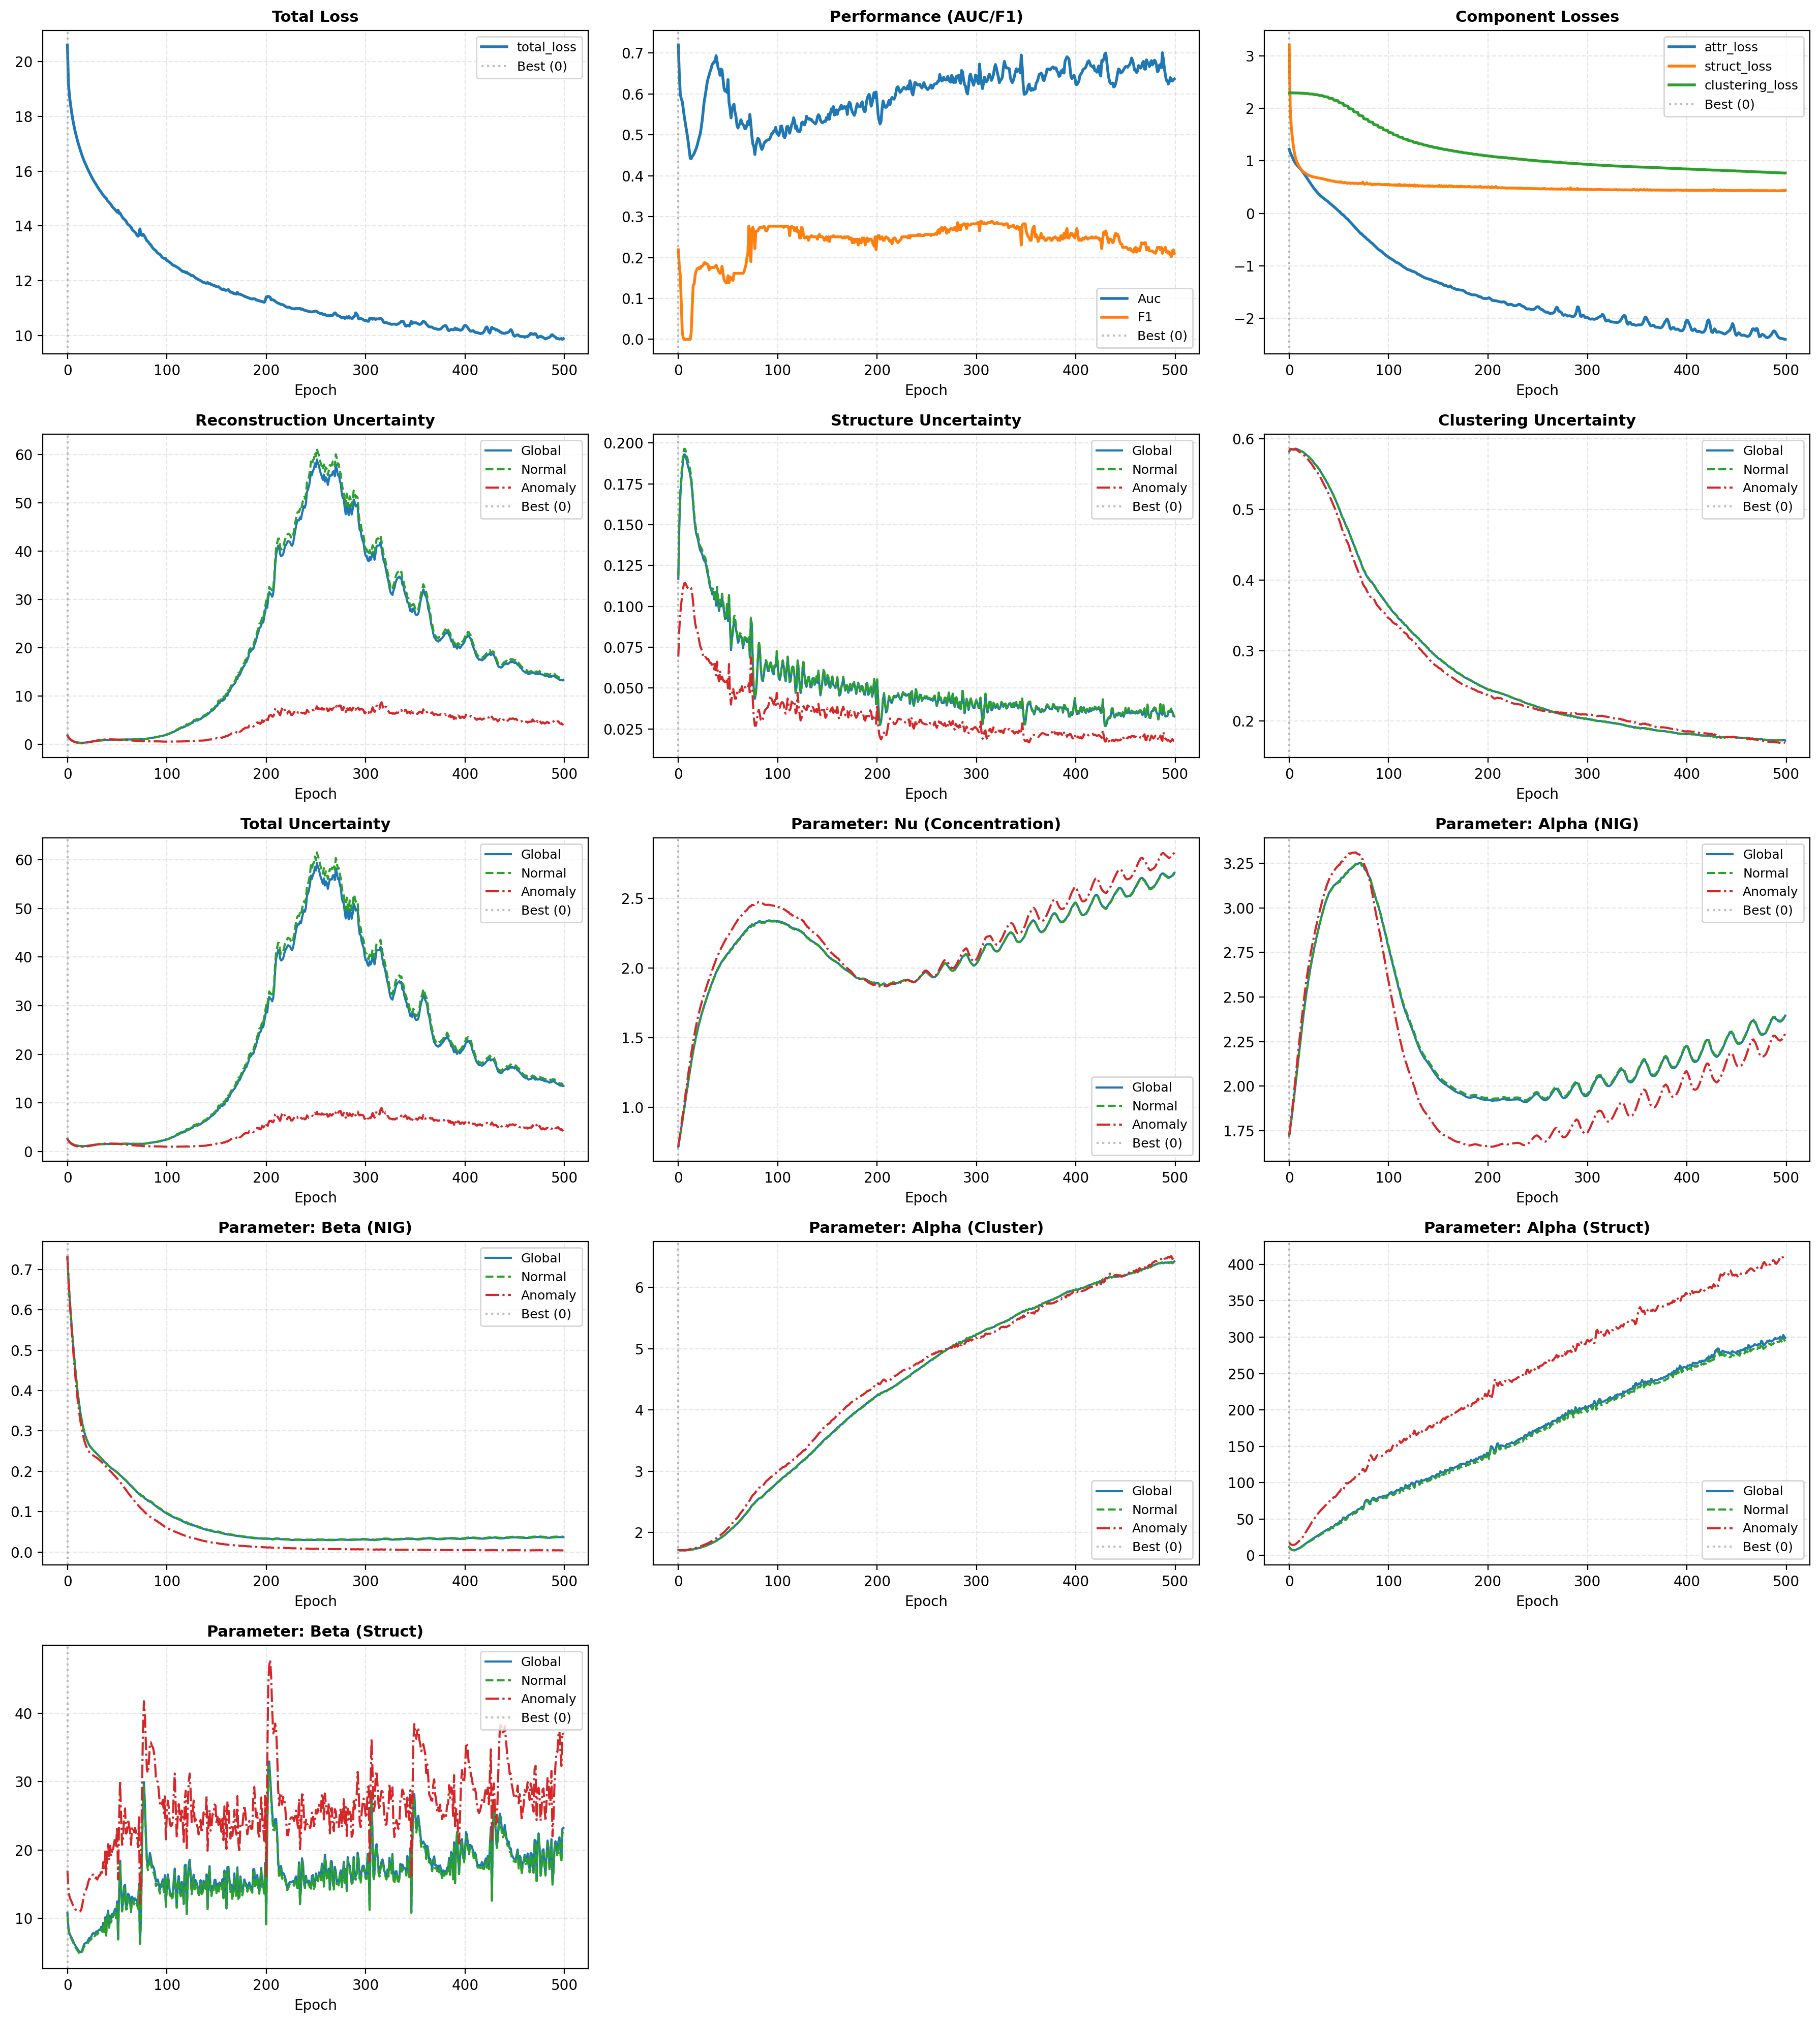 Total Loss
20
18
16
14
12
10
total_loss
Best (0)
0 100 200 300 400 500
Epoch
Performance (AUC/F1)
0.7
0.6
0.5
0.4
0.3
0.2
0.1
0.0
Auc
F1
Best (0)
0 100 200 300 400 500
Epoch
Component Losses
3
2
1
0
−1
−2
attr_loss
struct_loss
clustering_loss
Best (0)
0 100 200 300 400 500
Epoch
Reconstruction Uncertainty
60
50
40
30
20
10
0
Global
Normal
Anomaly
Best (0)
0 100 200 300 400 500
Epoch
Structure Uncertainty
0.200
0.175
0.150
0.125
0.100
0.075
0.050
0.025
Global
Normal
Anomaly
Best (0)
0 100 200 300 400 500
Epoch
Clustering Uncertainty
0.6
0.5
0.4
0.3
0.2
Global
Normal
Anomaly
Best (0)
0 100 200 300 400 500
Epoch
Total Uncertainty
60
50
40
30
20
10
0
Global
Normal
Anomaly
Best (0)
0 100 200 300 400 500
Epoch
Parameter: Nu (Concentration)
2.5
2.0
1.5
1.0
Global
Normal
Anomaly
Best (0)
0 100 200 300 400 500
Epoch
Parameter: Alpha (NIG)
3.25
3.00
2.75
2.50
2.25
2.00
1.75
Global
Normal
Anomaly
Best (0)
0 100 200 300 400 500
Epoch
Parameter: Beta (NIG)
0.7
0.6
0.5
0.4
0.3
0.2
0.1
0.0
Global
Normal
Anomaly
Best (0)
0 100 200 300 400 500
Epoch
Parameter: Alpha (Cluster)
6
5
4
3
2
Global
Normal
Anomaly
Best (0)
0 100 200 300 400 500
Epoch
Parameter: Alpha (Struct)
400
350
300
250
200
150
100
50
0
Global
Normal
Anomaly
Best (0)
0 100 200 300 400 500
Epoch
Parameter: Beta (Struct)
40
30
20
10
Global
Normal
Anomaly
Best (0)
0 100 200 300 400 500
Epoch